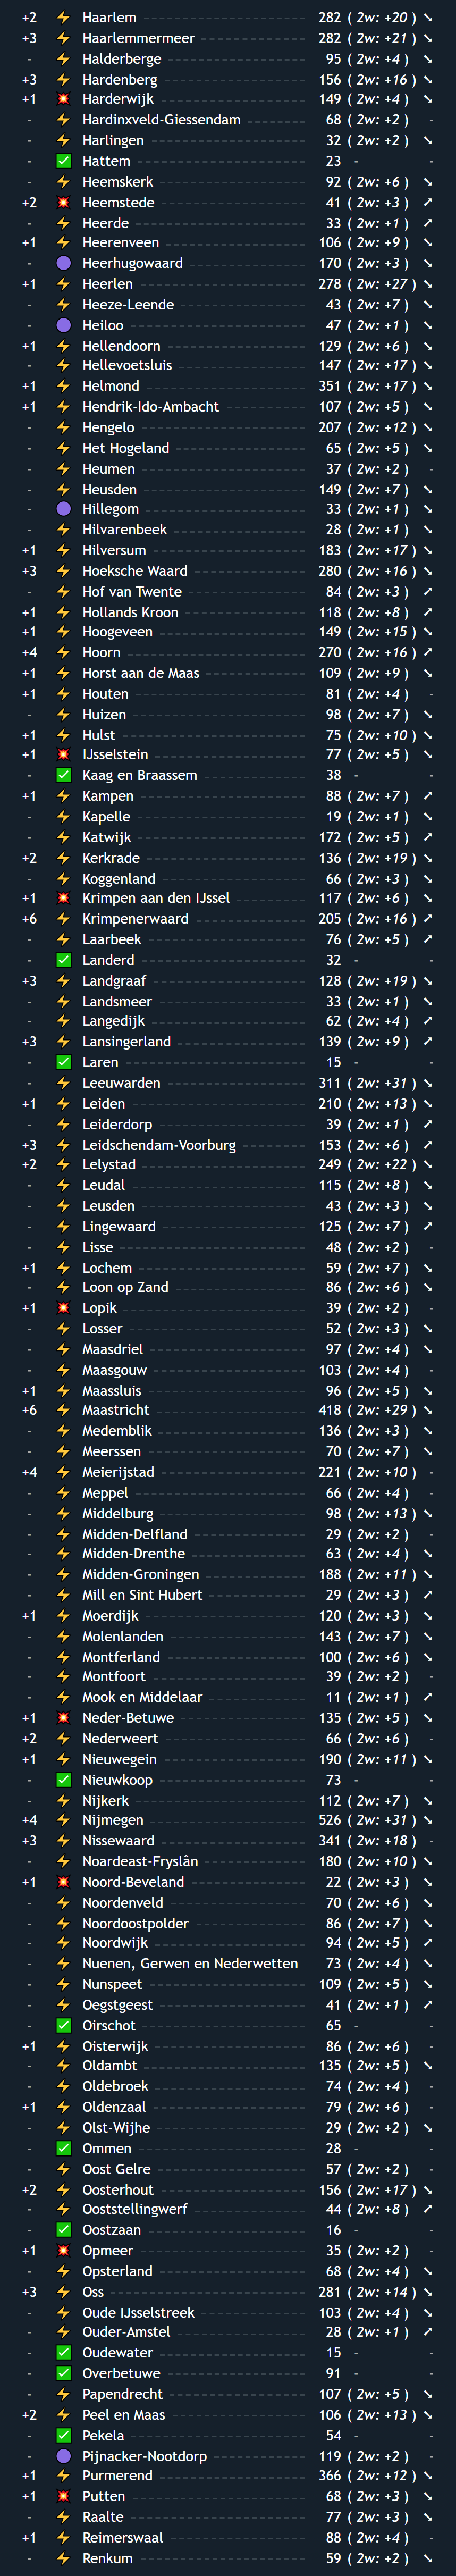 +2 ⚡ Haarlem 282 ( 2w: +20 ) ↘
+3 ⚡ Haarlemmermeer 282 ( 2w: +21 ) ↘
- ⚡ Halderberge 95 ( 2w: +4 ) ↘
+3 ⚡ Hardenberg 156 ( 2w: +16 ) ↘
+1 💥 Harderwijk 149 ( 2w: +4 ) ↘
- ⚡ Hardinxveld-Giessendam 68 ( 2w: +2 ) -
- ⚡ Harlingen 32 ( 2w: +2 ) ↘
- ✅ Hattem 23 - -
- ⚡ Heemskerk 92 ( 2w: +6 ) ↘
+2 💥 Heemstede 41 ( 2w: +3 ) ↗
- ⚡ Heerde 33 ( 2w: +1 ) ↗
+1 ⚡ Heerenveen 106 ( 2w: +9 ) ↘
- 🟣 Heerhugowaard 170 ( 2w: +3 ) ↘
+1 ⚡ Heerlen 278 ( 2w: +27 ) ↘
- ⚡ Heeze-Leende 43 ( 2w: +7 ) ↘
- 🟣 Heiloo 47 ( 2w: +1 ) ↘
+1 ⚡ Hellendoorn 129 ( 2w: +6 ) ↘
- ⚡ Hellevoetsluis 147 ( 2w: +17 ) ↘
+1 ⚡ Helmond 351 ( 2w: +17 ) ↘
+1 ⚡ Hendrik-Ido-Ambacht 107 ( 2w: +5 ) ↘
- ⚡ Hengelo 207 ( 2w: +12 ) ↘
- ⚡ Het Hogeland 65 ( 2w: +5 ) ↘
- ⚡ Heumen 37 ( 2w: +2 ) -
- ⚡ Heusden 149 ( 2w: +7 ) ↘
- 🟣 Hillegom 33 ( 2w: +1 ) ↘
- ⚡ Hilvarenbeek 28 ( 2w: +1 ) ↘
+1 ⚡ Hilversum 183 ( 2w: +17 ) ↘
+3 ⚡ Hoeksche Waard 280 ( 2w: +16 ) ↘
- ⚡ Hof van Twente 84 ( 2w: +3 ) ↗
+1 ⚡ Hollands Kroon 118 ( 2w: +8 ) ↗
+1 ⚡ Hoogeveen 149 ( 2w: +15 ) ↘
+4 ⚡ Hoorn 270 ( 2w: +16 ) ↗
+1 ⚡ Horst aan de Maas 109 ( 2w: +9 ) ↘
+1 ⚡ Houten 81 ( 2w: +4 ) -
- ⚡ Huizen 98 ( 2w: +7 ) ↘
+1 ⚡ Hulst 75 ( 2w: +10 ) ↘
+1 💥 IJsselstein 77 ( 2w: +5 ) ↘
- ✅ Kaag en Braassem 38 - -
+1 ⚡ Kampen 88 ( 2w: +7 ) ↗
- ⚡ Kapelle 19 ( 2w: +1 ) ↘
- ⚡ Katwijk 172 ( 2w: +5 ) ↗
+2 ⚡ Kerkrade 136 ( 2w: +19 ) ↘
- ⚡ Koggenland 66 ( 2w: +3 ) ↘
+1 💥 Krimpen aan den IJssel 117 ( 2w: +6 ) ↘
+6 ⚡ Krimpenerwaard 205 ( 2w: +16 ) ↗
- ⚡ Laarbeek 76 ( 2w: +5 ) ↗
- ✅ Landerd 32 - -
+3 ⚡ Landgraaf 128 ( 2w: +19 ) ↘
- ⚡ Landsmeer 33 ( 2w: +1 ) ↘
- ⚡ Langedijk 62 ( 2w: +4 ) ↗
+3 ⚡ Lansingerland 139 ( 2w: +9 ) ↗
- ✅ Laren 15 - -
- ⚡ Leeuwarden 311 ( 2w: +31 ) ↘
+1 ⚡ Leiden 210 ( 2w: +13 ) ↘
- ⚡ Leiderdorp 39 ( 2w: +1 ) ↗
+3 ⚡ Leidschendam-Voorburg 153 ( 2w: +6 ) ↗
+2 ⚡ Lelystad 249 ( 2w: +22 ) ↘
- ⚡ Leudal 115 ( 2w: +8 ) ↘
- ⚡ Leusden 43 ( 2w: +3 ) ↘
- ⚡ Lingewaard 125 ( 2w: +7 ) ↗
- ⚡ Lisse 48 ( 2w: +2 ) -
+1 ⚡ Lochem 59 ( 2w: +7 ) ↘
- ⚡ Loon op Zand 86 ( 2w: +6 ) ↘
+1 💥 Lopik 39 ( 2w: +2 ) -
- ⚡ Losser 52 ( 2w: +3 ) ↘
- ⚡ Maasdriel 97 ( 2w: +4 ) ↘
- ⚡ Maasgouw 103 ( 2w: +4 ) -
+1 ⚡ Maassluis 96 ( 2w: +5 ) ↘
+6 ⚡ Maastricht 418 ( 2w: +29 ) ↘
- ⚡ Medemblik 136 ( 2w: +3 ) ↘
- ⚡ Meerssen 70 ( 2w: +7 ) ↘
+4 ⚡ Meierijstad 221 ( 2w: +10 ) -
- ⚡ Meppel 66 ( 2w: +4 ) -
- ⚡ Middelburg 98 ( 2w: +13 ) ↘
- ⚡ Midden-Delfland 29 ( 2w: +2 ) -
- ⚡ Midden-Drenthe 63 ( 2w: +4 ) ↘
- ⚡ Midden-Groningen 188 ( 2w: +11 ) ↘
- ⚡ Mill en Sint Hubert 29 ( 2w: +3 ) ↗
+1 ⚡ Moerdijk 120 ( 2w: +3 ) ↘
- ⚡ Molenlanden 143 ( 2w: +7 ) ↘
- ⚡ Montferland 100 ( 2w: +6 ) ↘
- ⚡ Montfoort 39 ( 2w: +2 ) -
- ⚡ Mook en Middelaar 11 ( 2w: +1 ) ↗
+1 💥 Neder-Betuwe 135 ( 2w: +5 ) ↘
+2 ⚡ Nederweert 66 ( 2w: +6 ) -
+1 ⚡ Nieuwegein 190 ( 2w: +11 ) ↘
- ✅ Nieuwkoop 73 - -
- ⚡ Nijkerk 112 ( 2w: +7 ) ↘
+4 ⚡ Nijmegen 526 ( 2w: +31 ) ↘
+3 ⚡ Nissewaard 341 ( 2w: +18 ) -
- ⚡ Noardeast-Fryslân 180 ( 2w: +10 ) ↘
+1 💥 Noord-Beveland 22 ( 2w: +3 ) ↘
- ⚡ Noordenveld 70 ( 2w: +6 ) ↘
- ⚡ Noordoostpolder 86 ( 2w: +7 ) ↘
- ⚡ Noordwijk 94 ( 2w: +5 ) ↗
- ⚡ Nuenen, Gerwen en Nederwetten 73 ( 2w: +4 ) ↘
- ⚡ Nunspeet 109 ( 2w: +5 ) ↘
- ⚡ Oegstgeest 41 ( 2w: +1 ) ↗
- ✅ Oirschot 65 - -
+1 ⚡ Oisterwijk 86 ( 2w: +6 ) -
- ⚡ Oldambt 135 ( 2w: +5 ) ↘
- ⚡ Oldebroek 74 ( 2w: +4 ) -
+1 ⚡ Oldenzaal 79 ( 2w: +6 ) -
- ⚡ Olst-Wijhe 29 ( 2w: +2 ) ↘
- ✅ Ommen 28 - -
- ⚡ Oost Gelre 57 ( 2w: +2 ) -
+2 ⚡ Oosterhout 156 ( 2w: +17 ) ↘
- ⚡ Ooststellingwerf 44 ( 2w: +8 ) ↗
- ✅ Oostzaan 16 - -
+1 💥 Opmeer 35 ( 2w: +2 ) -
- ⚡ Opsterland 68 ( 2w: +4 ) ↘
+3 ⚡ Oss 281 ( 2w: +14 ) ↘
- ⚡ Oude IJsselstreek 103 ( 2w: +4 ) ↘
- ⚡ Ouder-Amstel 28 ( 2w: +1 ) ↗
- ✅ Oudewater 15 - -
- ✅ Overbetuwe 91 - -
- ⚡ Papendrecht 107 ( 2w: +5 ) ↘
+2 ⚡ Peel en Maas 106 ( 2w: +13 ) ↘
- ✅ Pekela 54 - -
- 🟣 Pijnacker-Nootdorp 119 ( 2w: +2 ) -
+1 ⚡ Purmerend 366 ( 2w: +12 ) ↘
+1 💥 Putten 68 ( 2w: +3 ) ↘
- ⚡ Raalte 77 ( 2w: +3 ) ↘
+1 ⚡ Reimerswaal 88 ( 2w: +4 ) -
- ⚡ Renkum 59 ( 2w: +2 ) ↘